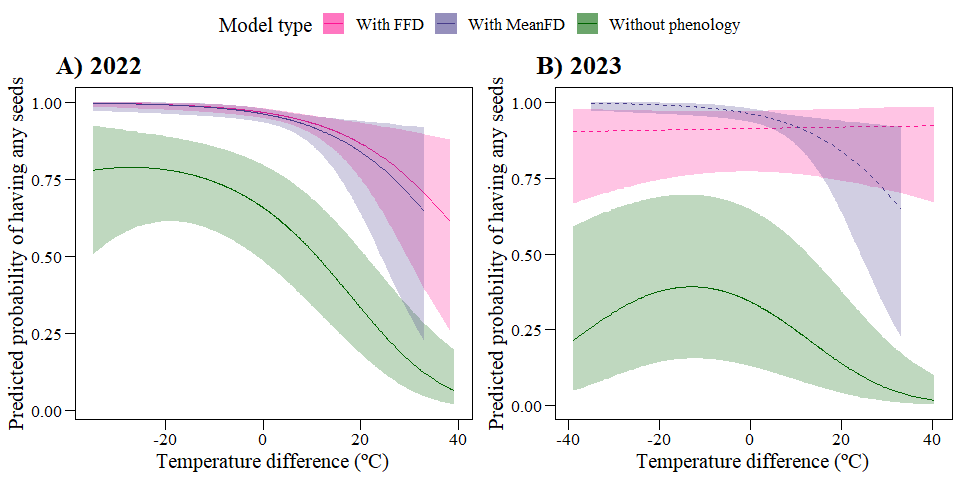 Model type With FFD With MeanFD Without phenology
A) 2022
Predicted probability of having any seeds
1.00
0.75
0.50
0.25
0.00
-20 0 20 40
Temperature difference (ºC)
B) 2023
Predicted probability of having any seeds
1.00
0.75
0.50
0.25
0.00
-40 -20 0 20 40
Temperature difference (ºC)